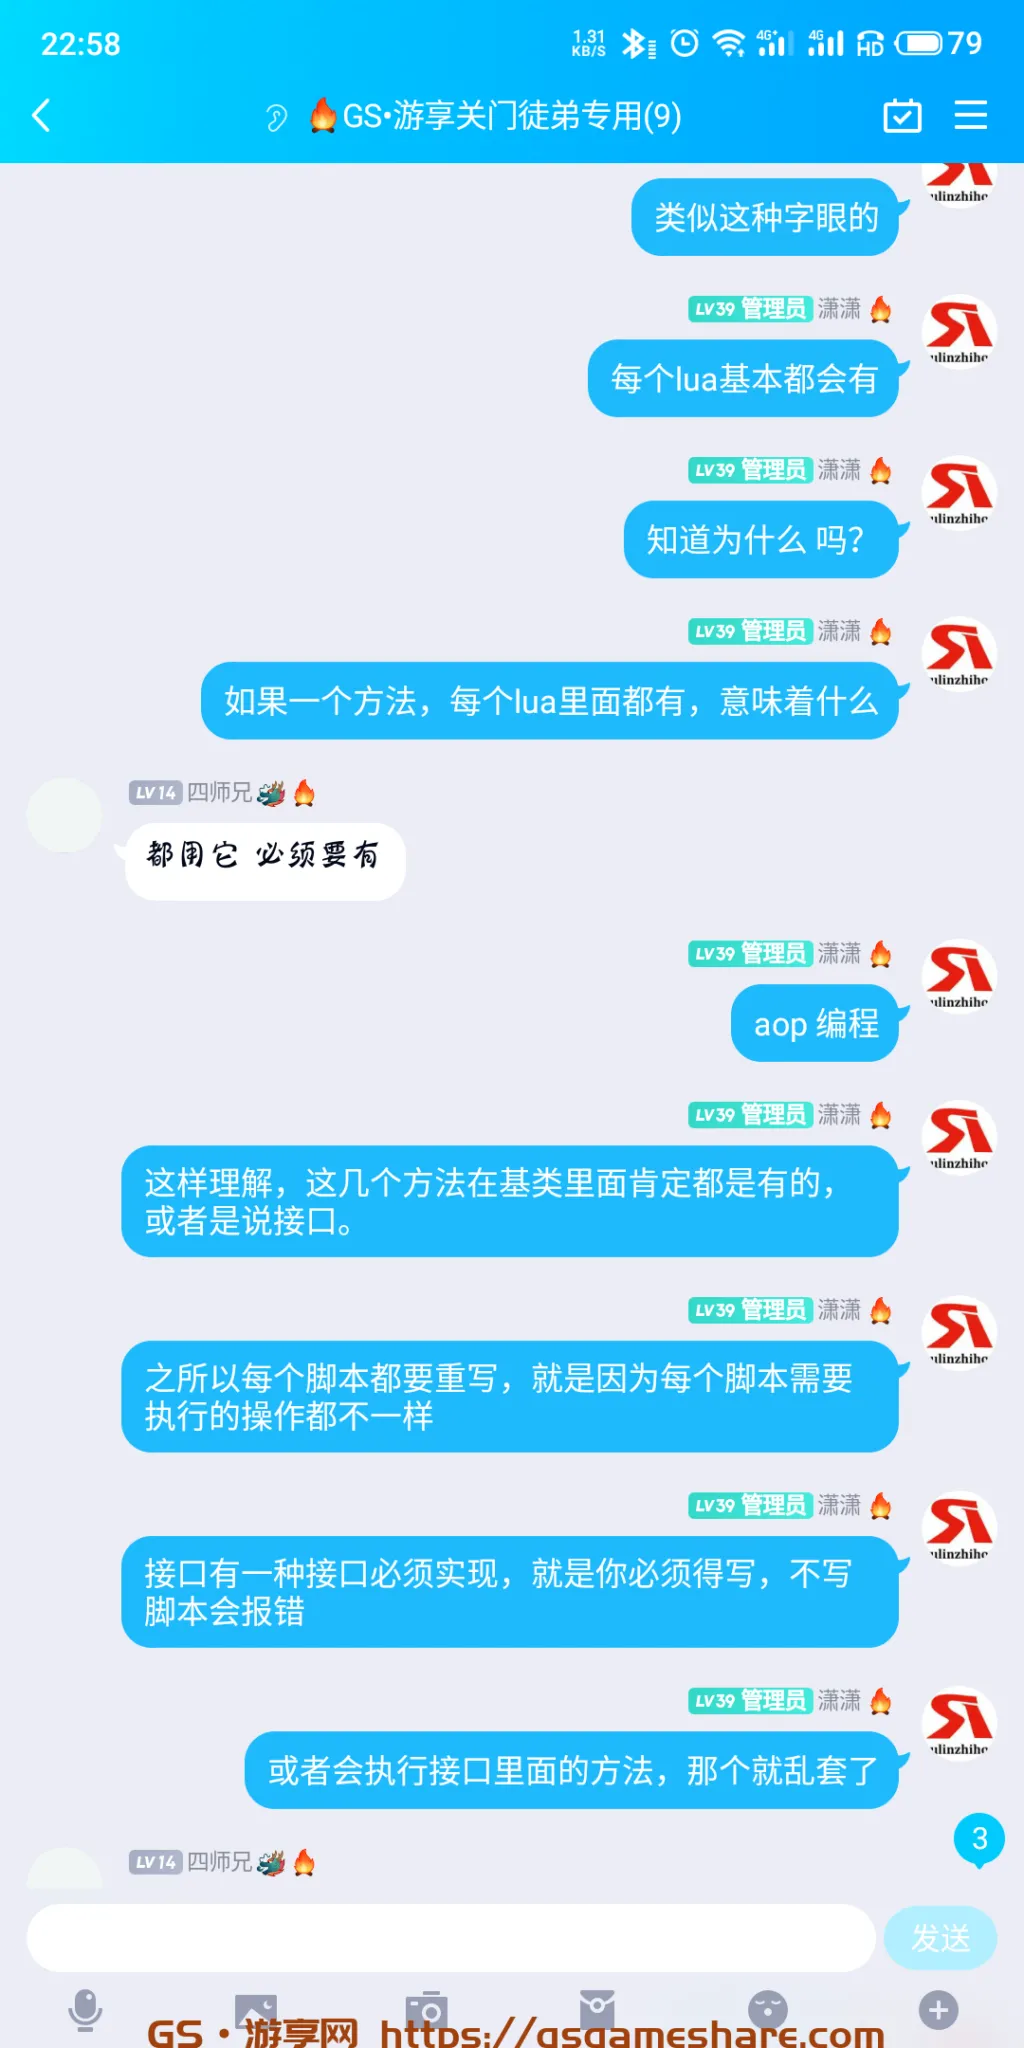 22:58
1.31
KB/S
4G+
4G
HD
79
🔥GS•游享关门徒弟专用(9)
ulinzhiho
类似这种字眼的
LV39 管理员 潇潇🔥
ulinzhiho
每个lua基本都会有
LV39 管理员 潇潇🔥
ulinzhiho
知道为什么 吗?
LV39 管理员 潇潇🔥
ulinzhiho
如果一个方法，每个lua里面都有，意味着什么
LV14 四师兄🐲🔥
都用它 必须要有
LV39 管理员 潇潇🔥
ulinzhiho
aop 编程
LV39 管理员 潇潇🔥
ulinzhiho
这样理解，这几个方法在基类里面肯定都是有的，
或者是说接口。
LV39 管理员 潇潇🔥
ulinzhiho
之所以每个脚本都要重写，就是因为每个脚本需要
执行的操作都不一样
LV39 管理员 潇潇🔥
ulinzhiho
接口有一种接口必须实现，就是你必须得写，不写
脚本会报错
LV39 管理员 潇潇🔥
ulinzhiho
或者会执行接口里面的方法，那个就乱套了
3
LV14 四师兄🐲🔥
发送
GS·游享网 https://gsgameshare.com